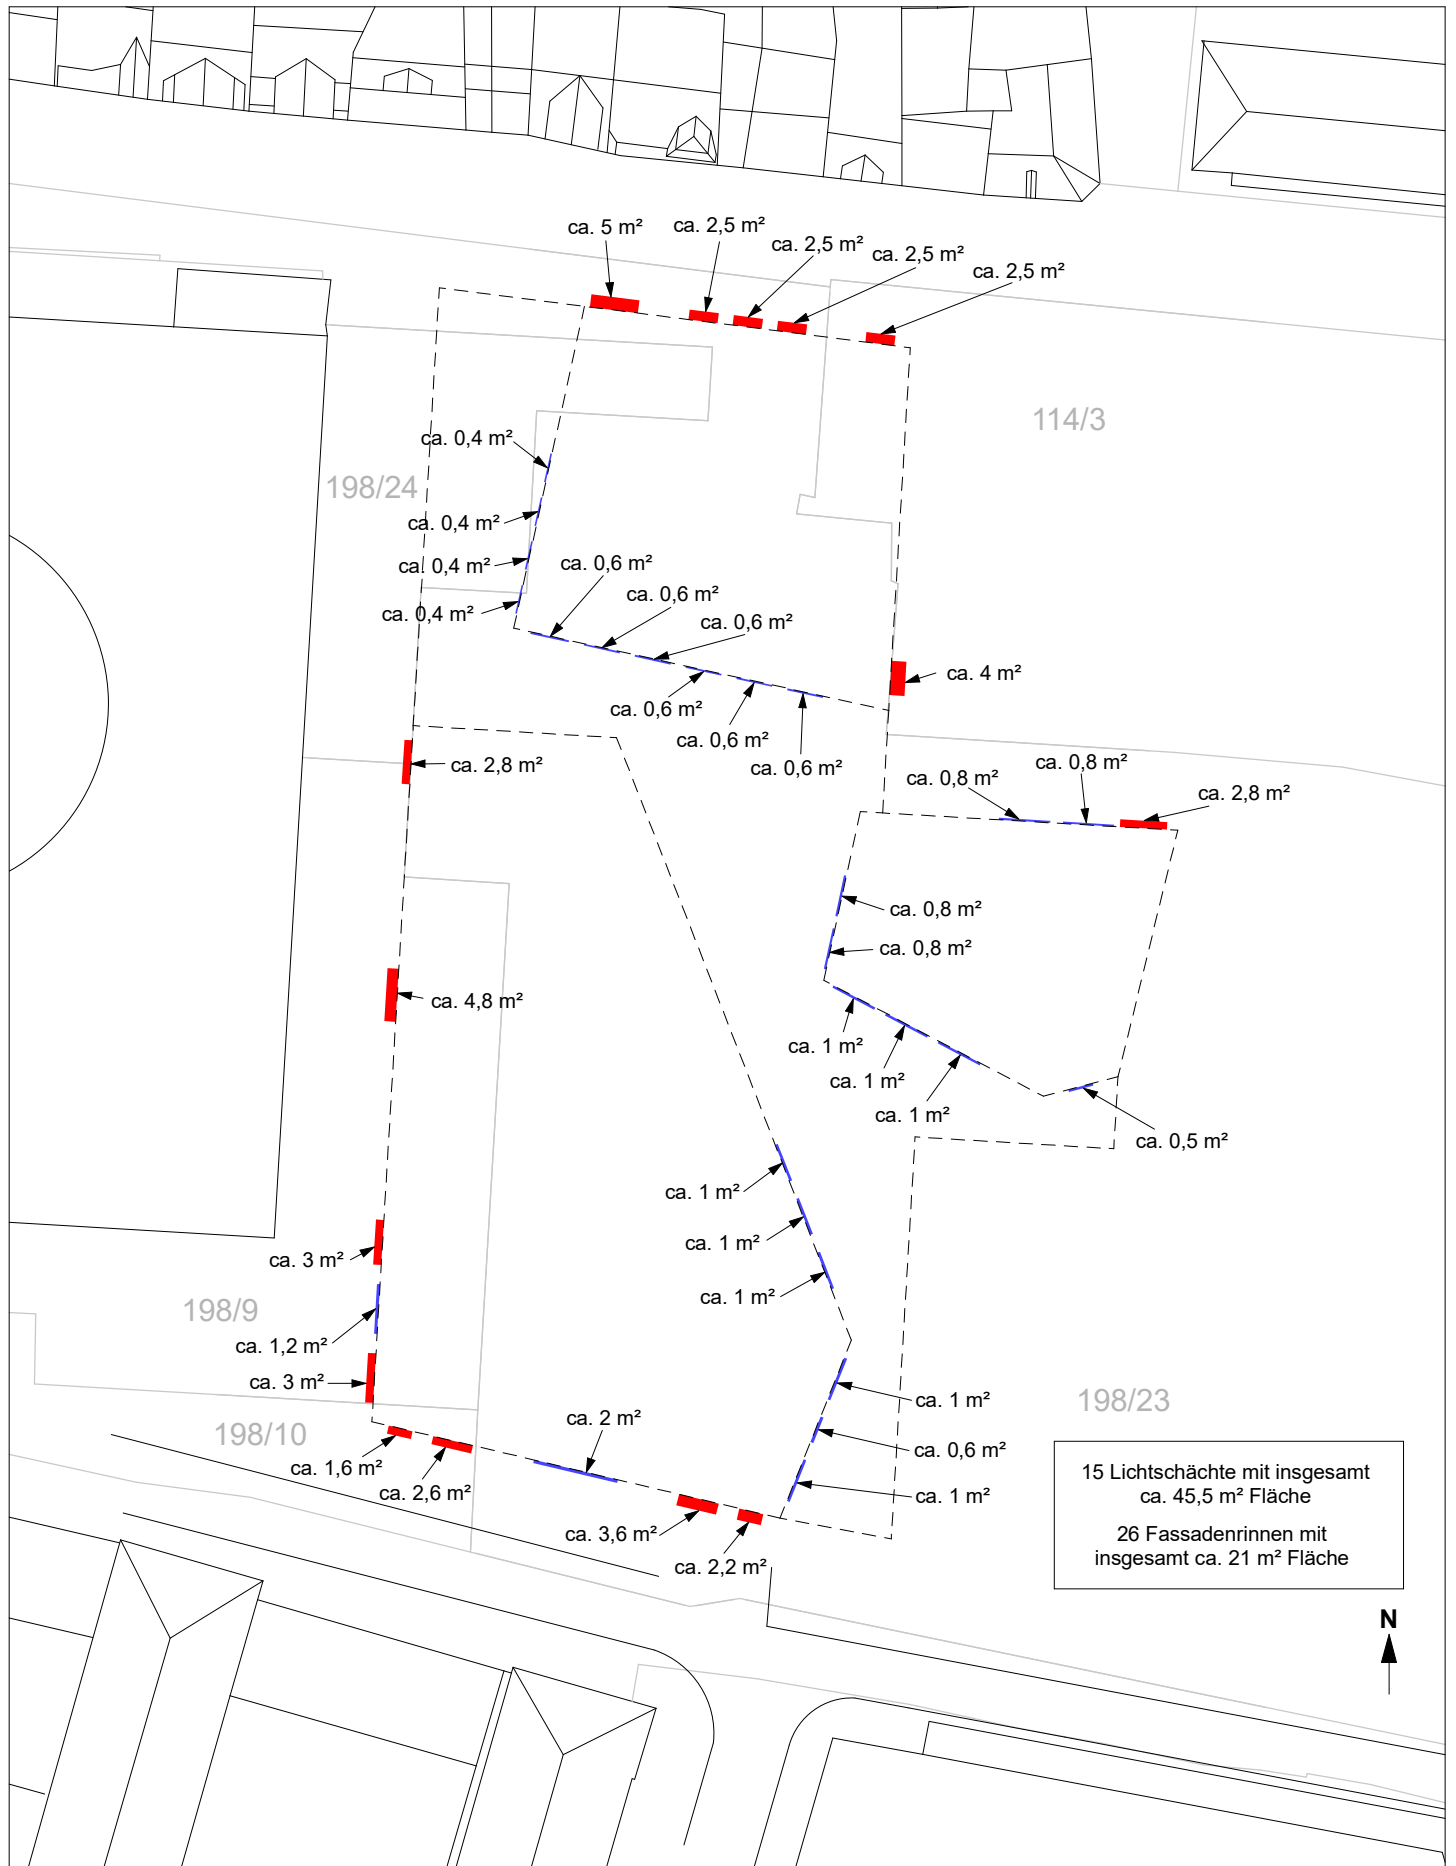 ca. 5 m²
ca. 2,5 m²
ca. 2,5 m²
ca. 2,5 m²
ca. 2,5 m²
114/3
ca. 0,4 m²
198/24
ca. 0,4 m²
ca. 0,4 m²
ca. 0,4 m²
ca. 0,6 m²
ca. 0,6 m²
ca. 0,6 m²
ca. 4 m²
ca. 0,6 m²
ca. 0,6 m²
ca. 0,6 m²
ca. 2,8 m²
ca. 0,8 m²
ca. 0,8 m²
ca. 2,8 m²
ca. 0,8 m²
ca. 0,8 m²
ca. 4,8 m²
ca. 1 m²
ca. 1 m²
ca. 1 m²
ca. 0,5 m²
ca. 1 m²
ca. 1 m²
ca. 1 m²
ca. 3 m²
198/9
ca. 1,2 m²
ca. 3 m²
198/10
ca. 2 m²
ca. 1 m²
198/23
ca. 0,6 m²
ca. 1,6 m²
ca. 2,6 m²
ca. 1 m²
ca. 3,6 m²
ca. 2,2 m²
15 Lichtschächte mit insgesamt
ca. 45,5 m² Fläche
26 Fassadenrinnen mit
insgesamt ca. 21 m² Fläche
N